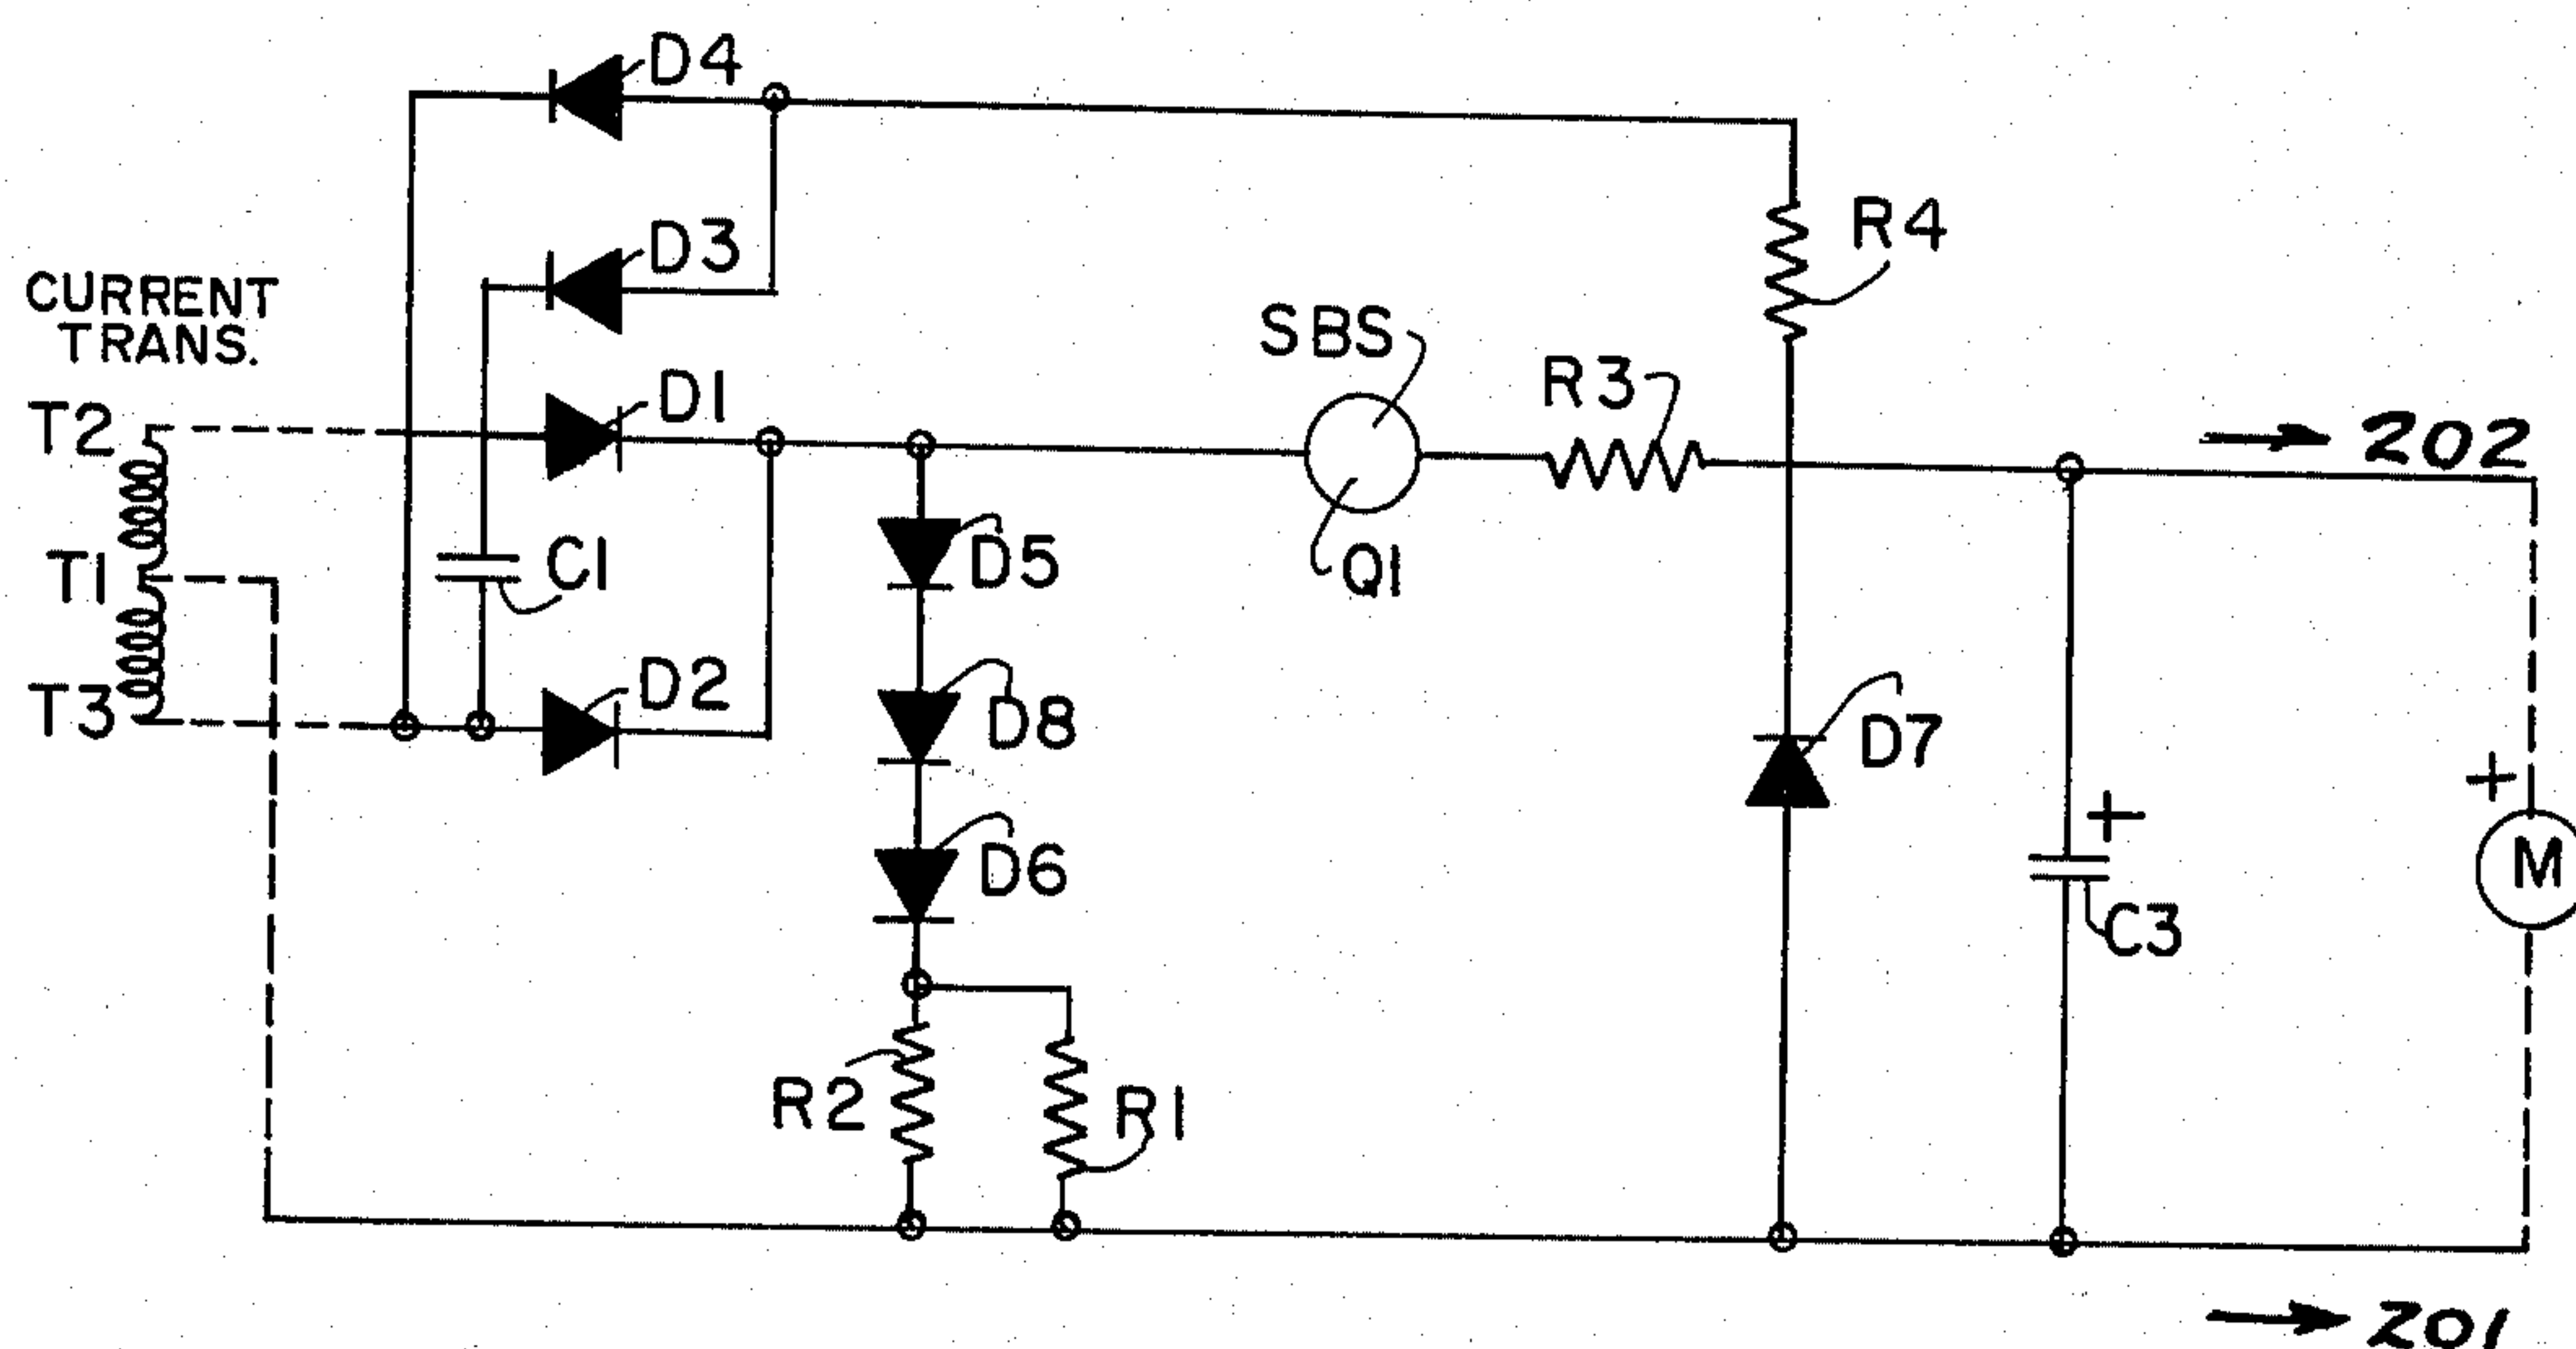 D4
D3
R4
CURRENT
TRANS.
SBS
R3
D1
T2
202
T1
C1
D5
Q1
T3
D2
D8
D7
+
+
D6
M
C3
R2
R1
201